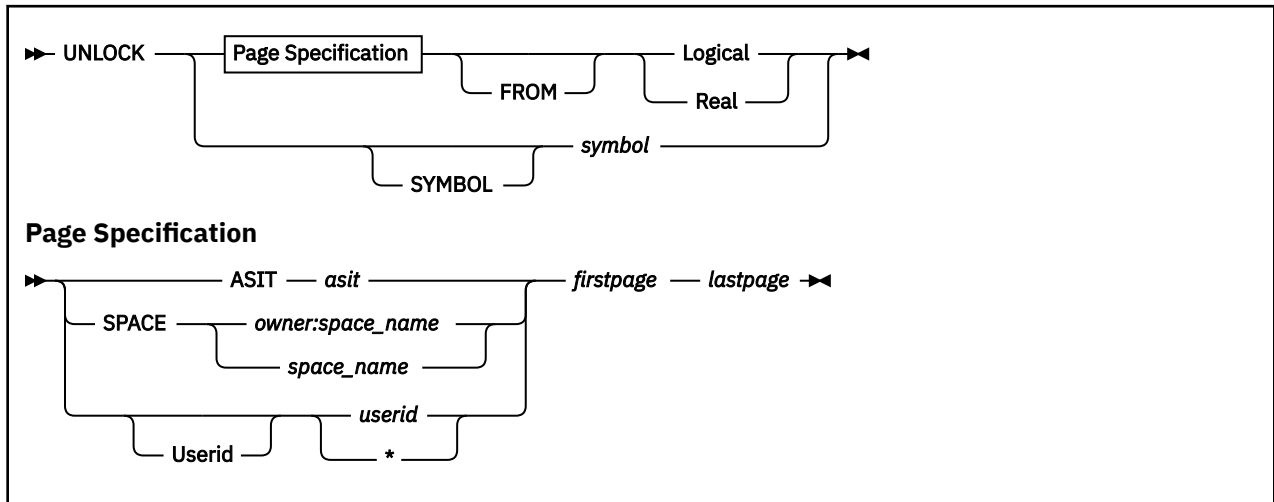 UNLOCK Page Specification FROM Logical
Real
SYMBOL symbol
Page Specification
ASIT asit firstpage lastpage
SPACE owner:space_name
space_name
Userid userid
*